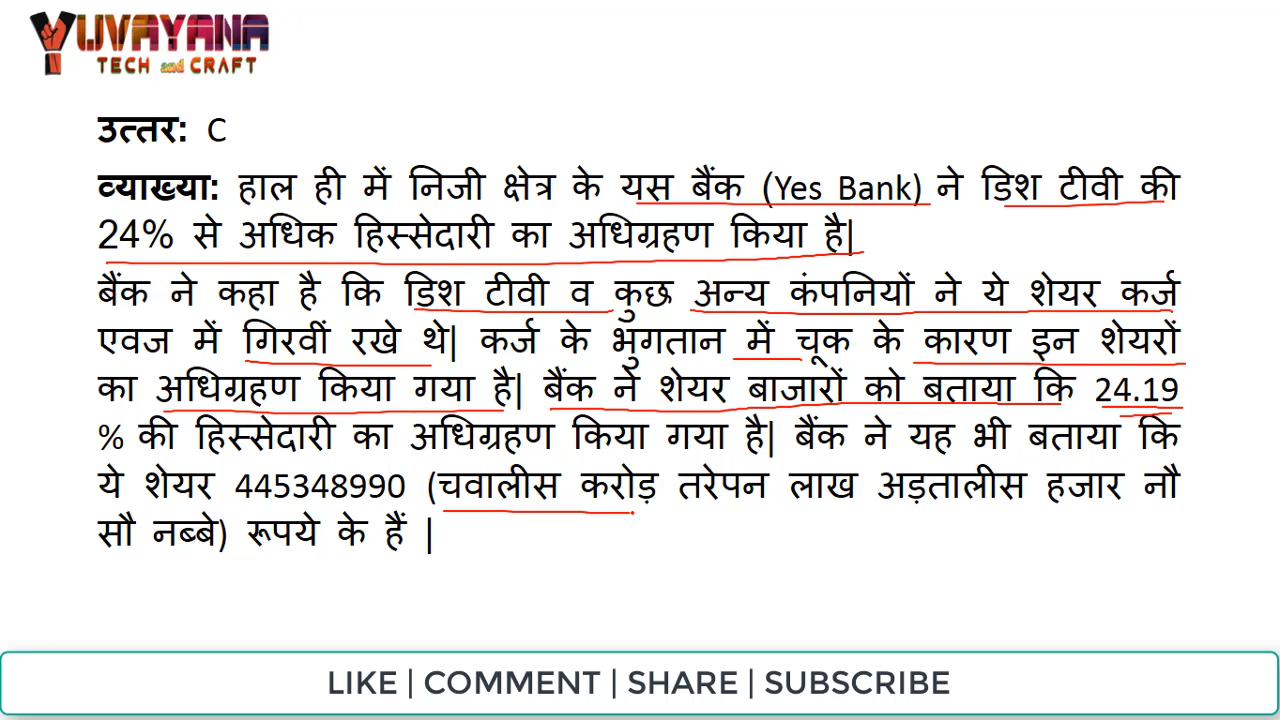 YUVAYANA
TECH and CRAFT
उत्तर: C
व्याख्या: हाल ही में निजी क्षेत्र के यस बैंक (Yes Bank) ने डिश टीवी की
24% से अधिक हिस्सेदारी का अधिग्रहण किया है|
बैंक ने कहा है कि डिश टीवी व कुछ अन्य कंपनियों ने ये शेयर कर्ज
एवज में गिरवीं रखे थे| कर्ज के भुगतान में चूक के कारण इन शेयरों
का अधिग्रहण किया गया है| बैंक ने शेयर बाजारों को बताया कि 24.19
% की हिस्सेदारी का अधिग्रहण किया गया है| बैंक ने यह भी बताया कि
ये शेयर 445348990 (चवालीस करोड़ तरेपन लाख अड़तालीस हजार नौ
सौ नब्बे) रूपये के हैं |
LIKE | COMMENT | SHARE | SUBSCRIBE